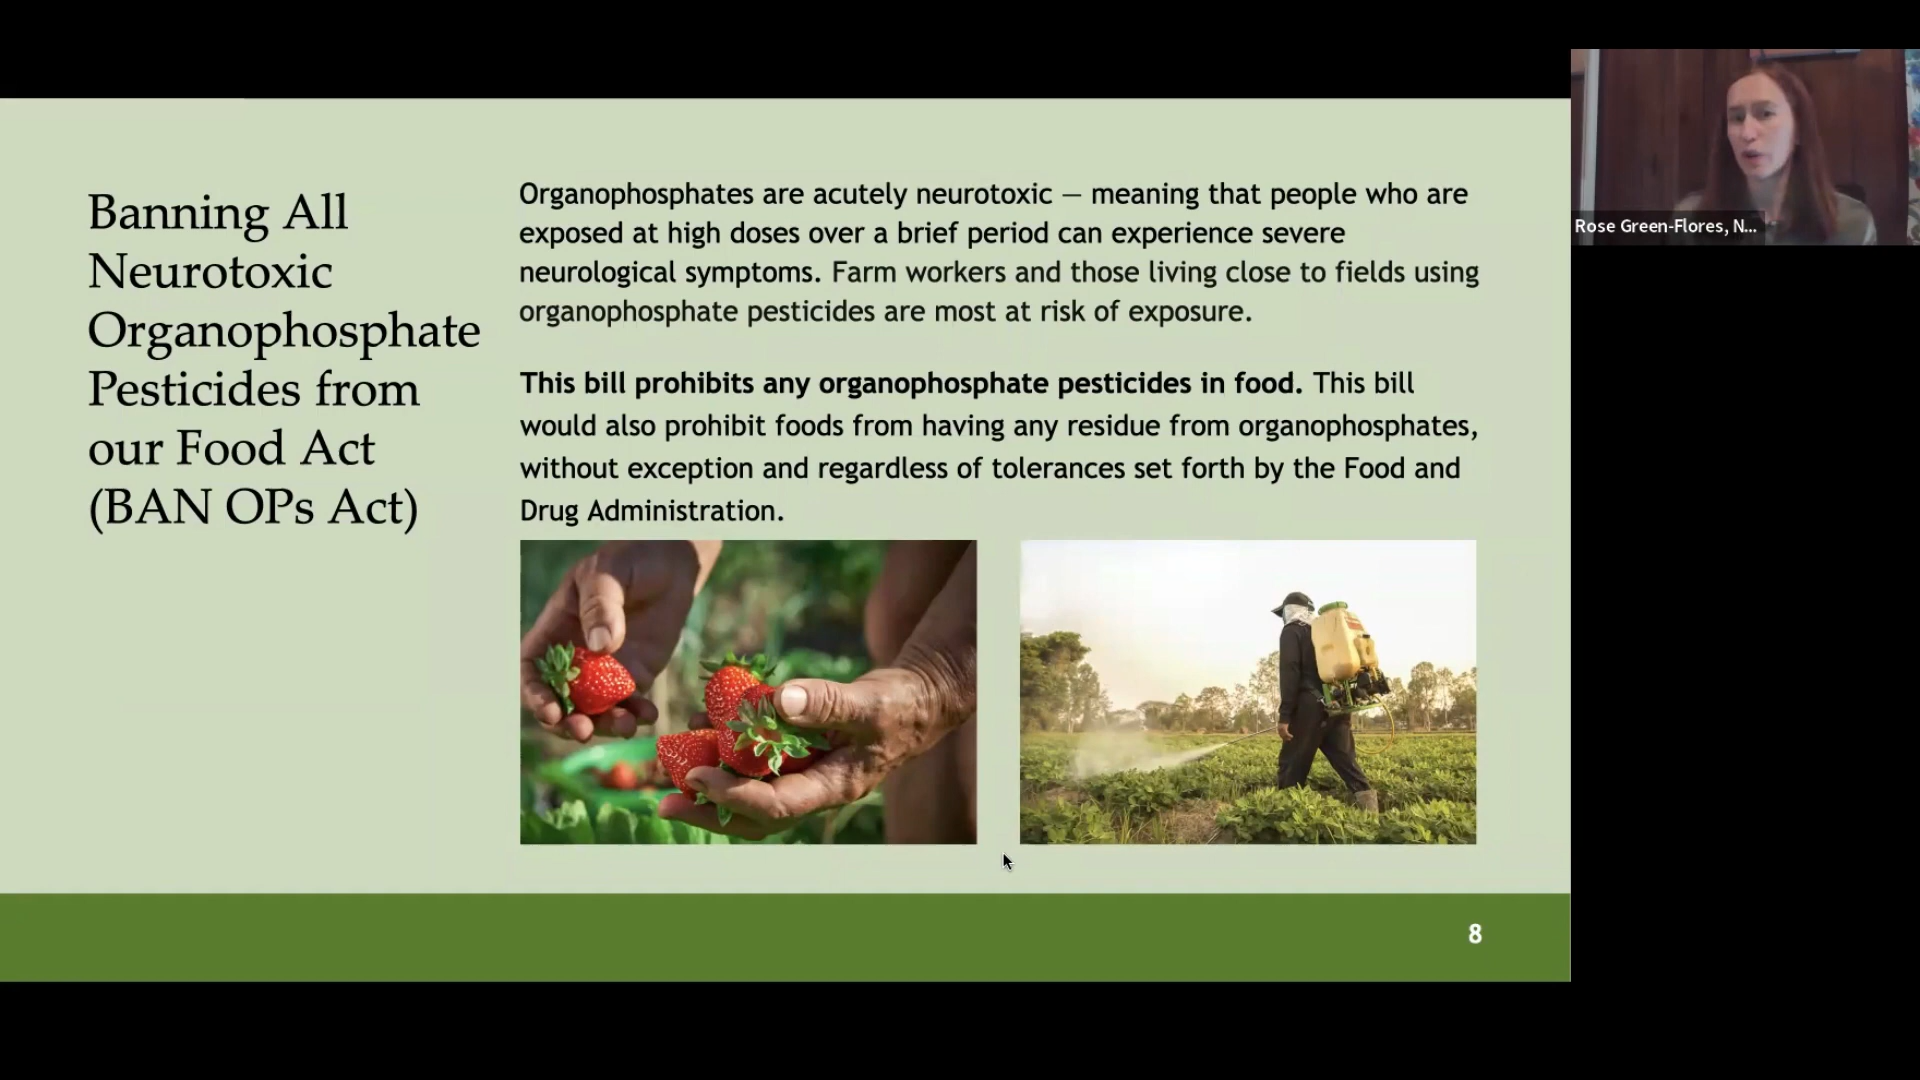 Banning All
Neurotoxic
Organophosphate
Pesticides from
our Food Act
(BAN OPs Act)
Organophosphates are acutely neurotoxic — meaning that people who are
exposed at high doses over a brief period can experience severe
neurological symptoms. Farm workers and those living close to fields using
organophosphate pesticides are most at risk of exposure.
This bill prohibits any organophosphate pesticides in food. This bill
would also prohibit foods from having any residue from organophosphates,
without exception and regardless of tolerances set forth by the Food and
Drug Administration.
8
Rose Green-Flores, N...